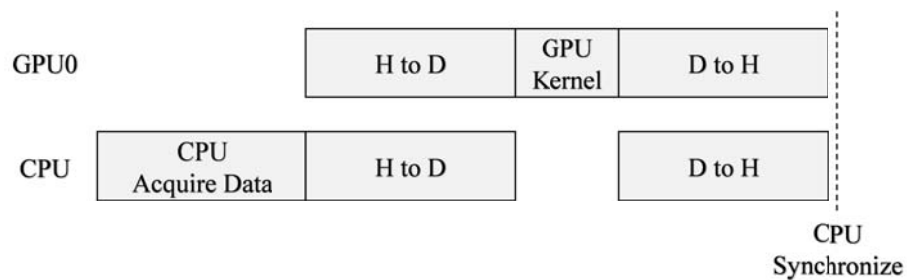 GPU0
H to D
GPU
Kernel
D to H
CPU
CPU
Acquire Data
H to D
D to H
CPU
Synchronize